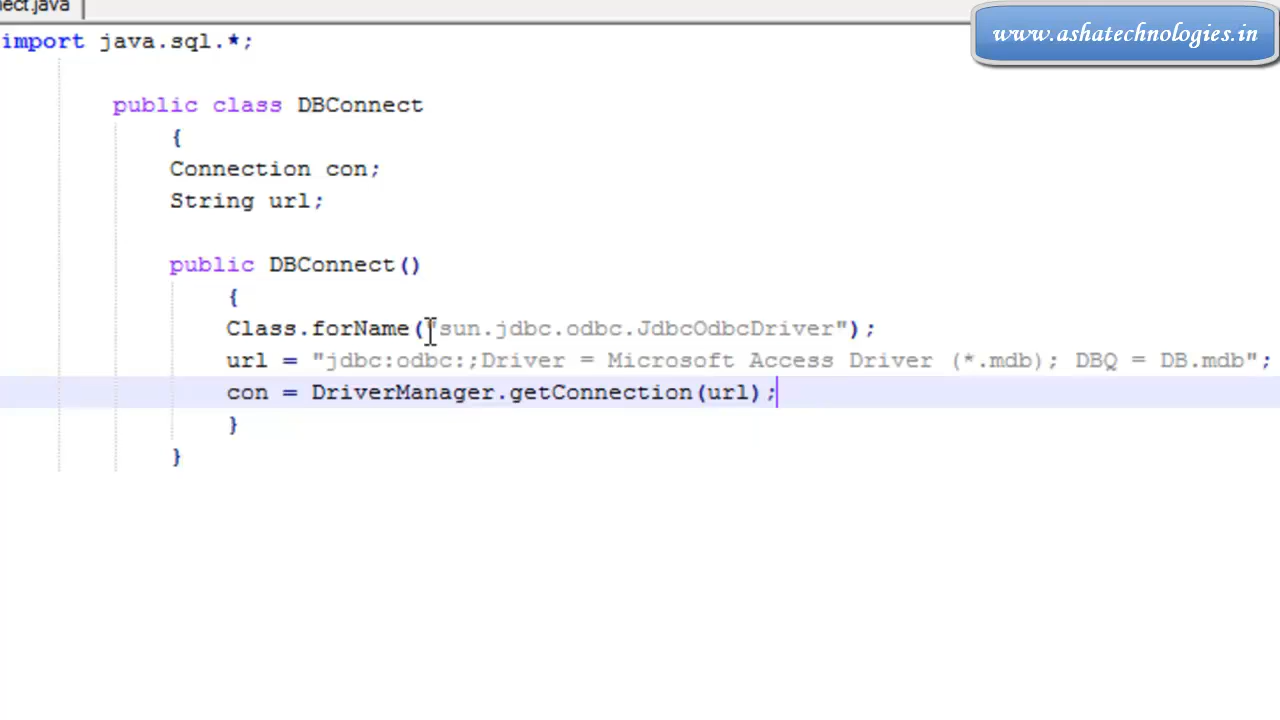 nect.java
www.ashatechnologies.in
import java.sql.*;
public class DBConnect
{
Connection con;
String url;
public DBConnect()
{
Class.forName("sun.jdbc.odbc.JdbcOdbcDriver");
url = "jdbc:odbc:;Driver = Microsoft Access Driver (*.mdb); DBQ = DB.mdb";
con = DriverManager.getConnection(url);
}
}